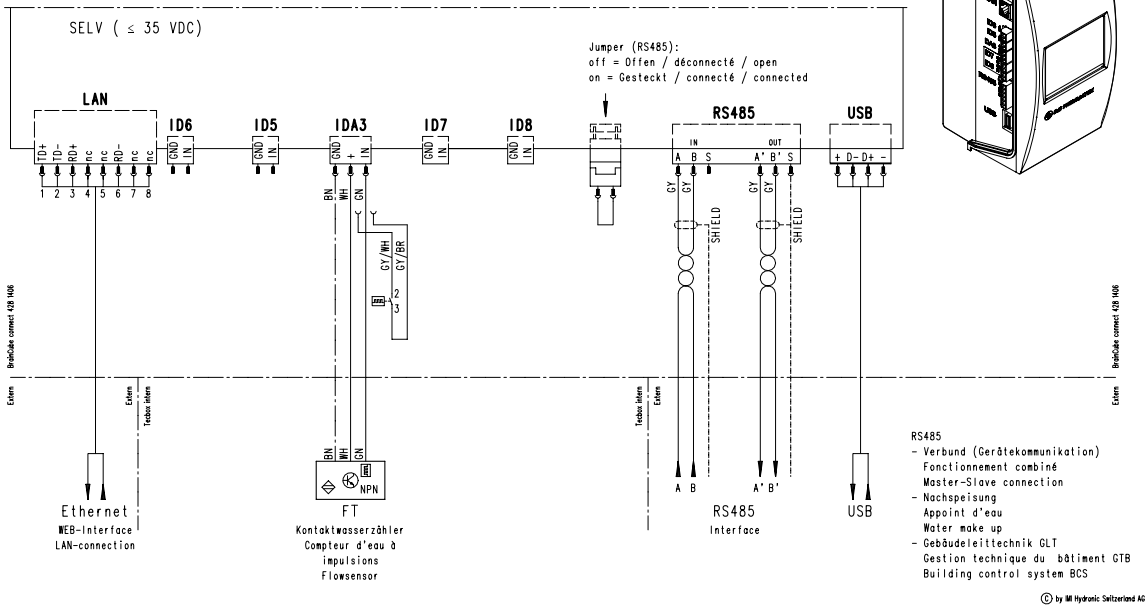 SELV ( ≤ 35 VDC)
Jumper (RS485):
off = Offen / déconnecté / open
on = Gesteckt / connecté / connected
LAN
ID6
ID5
IDA3
ID7
ID8
RS485
USB
TD+
TD-
RD+
nc
nc
RD-
nc
nc
GND
IN
GND
IN
GND
+
IN
GND
IN
GND
IN
IN
OUT
A B S
A' B' S
+ D- D+ -
1 2 3 4 5 6 7 8
BN
WH
GN
GY/WH
GY/BR
2
3
GY
GY
SHIELD
GY
GY
SHIELD
USB
BrainCube connect 428 1406
BrainCube connect 428 1406
Extern
Extern
Tecbox intern
Tecbox intern
Extern
Extern
BN
WH
GN
NPN
A B
A' B'
Ethernet
WEB-Interface
LAN-connection
FT
Kontaktwasserzähler
Compteur d'eau à
impulsions
Flowsensor
RS485
Interface
USB
RS485
- Verbund (Gerätekommunikation)
Fonctionnement combiné
Master-Slave connection
- Nachspeisung
Appoint d'eau
Water make up
- Gebäudeleittechnik GLT
Gestion technique du bâtiment GTB
Building control system BCS
© by IMI Hydronic Switzerland AG